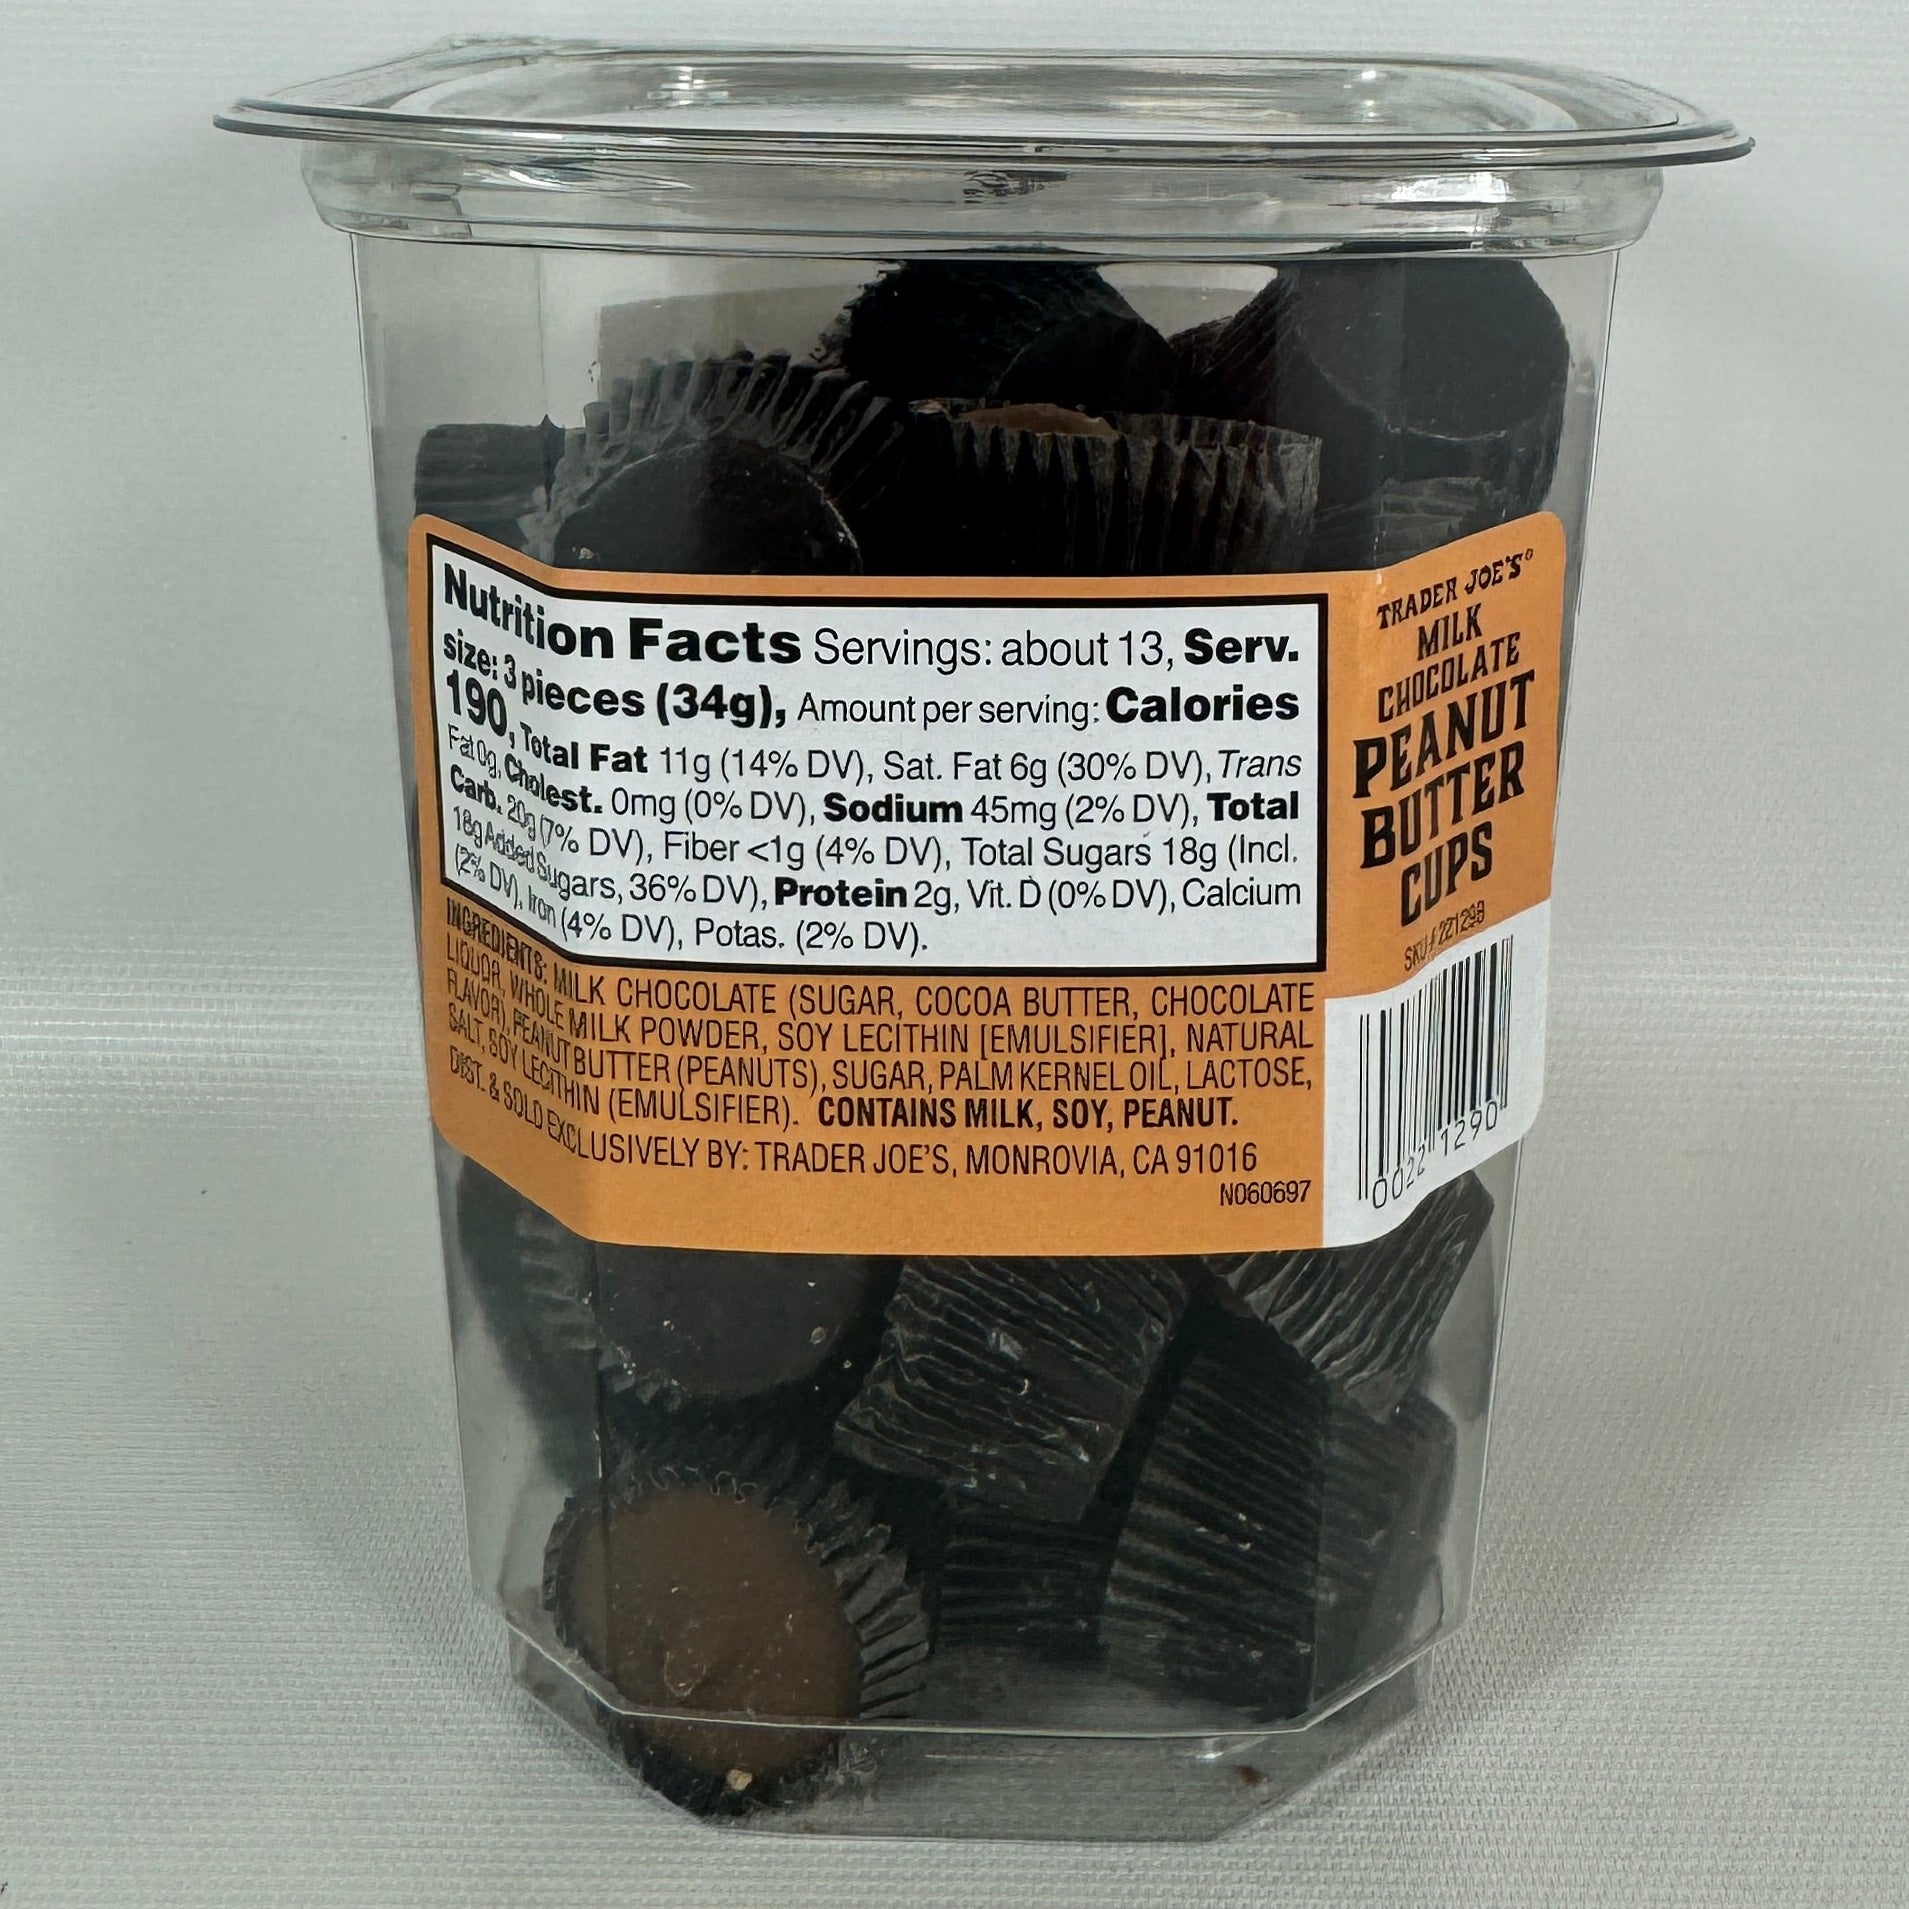 Nutrition Facts Servings: about 13, Serv.
size: 3 pieces (34g), Amount per serving: Calories
190, Total Fat 11g (14% DV), Sat. Fat 6g (30% DV), Trans
Fat 0g, Cholest. 0mg (0% DV), Sodium 45mg (2% DV), Total
Carb. 20g (7% DV), Fiber <1g (4% DV), Total Sugars 18g (Incl.
18g Added Sugars, 36% DV), Protein 2g, Vit. D (0% DV), Calcium
(2% DV), Iron (4% DV), Potas. (2% DV).
INGREDIENTS: MILK CHOCOLATE (SUGAR, COCOA BUTTER, CHOCOLATE
LIQUOR, WHOLE MILK POWDER, SOY LECITHIN [EMULSIFIER], NATURAL
FLAVOR), PEANUT BUTTER (PEANUTS), SUGAR, PALM KERNEL OIL, LACTOSE,
SALT, SOY LECITHIN (EMULSIFIER). CONTAINS MILK, SOY, PEANUT.
DIST. & SOLD EXCLUSIVELY BY: TRADER JOE'S, MONROVIA, CA 91016
N060697
TRADER JOE'S®
MILK
CHOCOLATE
PEANUT
BUTTER
CUPS
SKU#
0022 1290